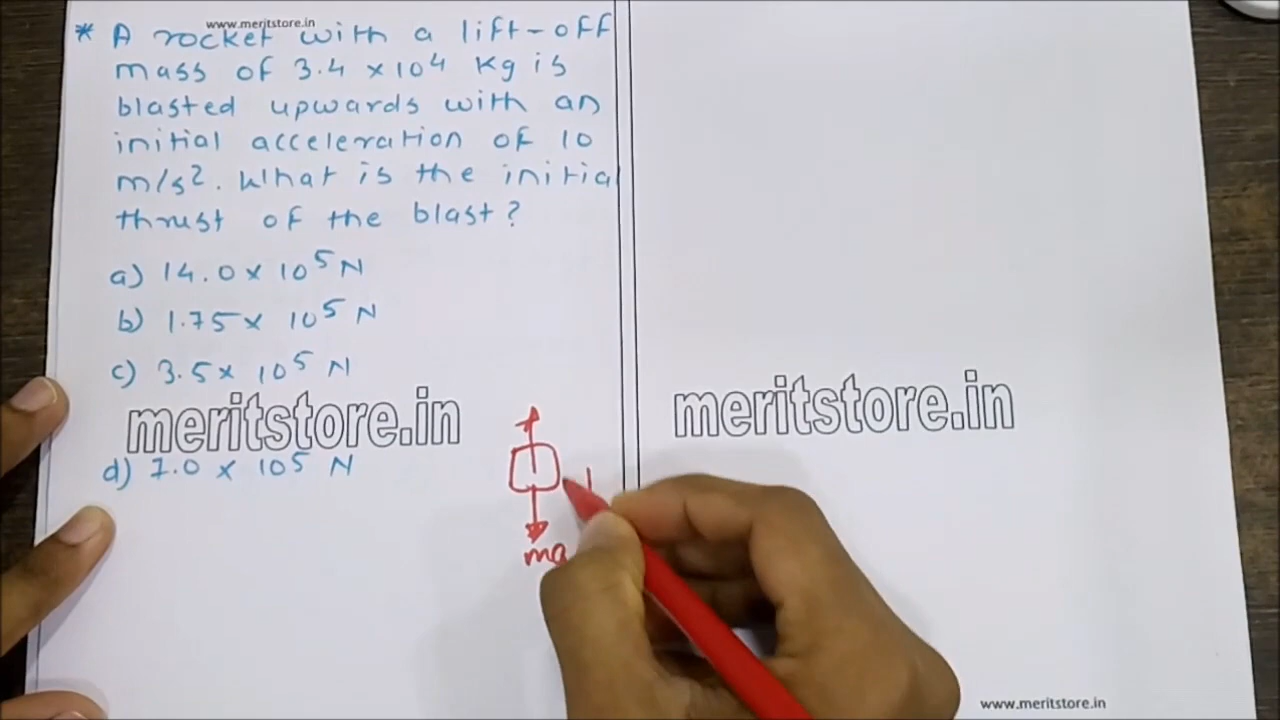 www.meritstore.in
* A rocket with a lift-off
mass of 3.4 × 10⁴ kg is
blasted upwards with an
initial acceleration of 10
m/s². What is the initial
thrust of the blast?
a) 14.0 × 10⁵ N
b) 1.75 × 10⁵ N
c) 3.5 × 10⁵ N
meritstore.in
meritstore.in
d) 7.0 × 10⁵ N
www.meritstore.in